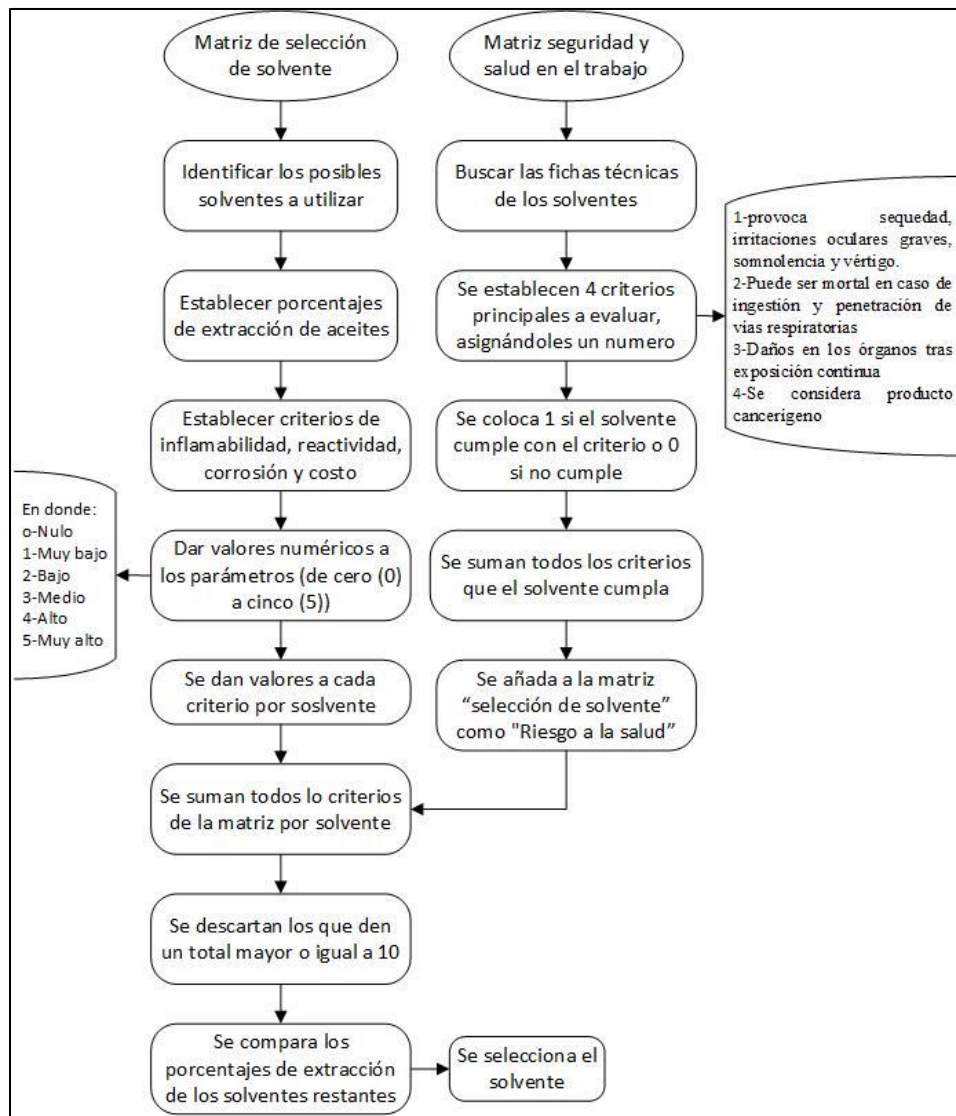 Matriz de selección
de solvente
Matriz seguridad y
salud en el trabajo
Identificar los posibles
solventes a utilizar
Buscar las fichas técnicas
de los solventes
1-provoca sequedad,
irritaciones oculares graves,
somnolencia y vértigo.
2-Puede ser mortal en caso de
ingestión y penetración de
vías respiratorias
3-Daños en los órganos tras
exposición continua
4-Se considera producto
cancerígeno
Establecer porcentajes
de extracción de aceites
Se establecen 4 criterios
principales a evaluar,
asignándoles un numero
Establecer criterios de
inflamabilidad, reactividad,
corrosión y costo
Se coloca 1 si el solvente
cumple con el criterio o 0
si no cumple
En donde:
o-Nulo
1-Muy bajo
2-Bajo
3-Medio
4-Alto
5-Muy alto
Dar valores numéricos a
los parámetros (de cero (0)
a cinco (5))
Se suman todos los criterios
que el solvente cumpla
Se dan valores a cada
criterio por soslvente
Se añada a la matriz
“selección de solvente”
como "Riesgo a la salud”
Se suman todos lo criterios
de la matriz por solvente
Se descartan los que den
un total mayor o igual a 10
Se compara los
porcentajes de extracción
de los solventes restantes
Se selecciona el
solvente